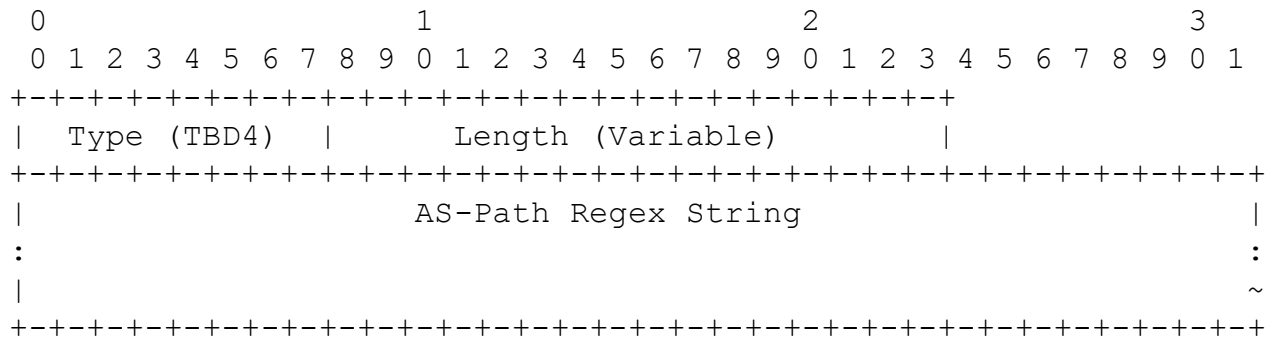 0                   1                   2                   3
 0 1 2 3 4 5 6 7 8 9 0 1 2 3 4 5 6 7 8 9 0 1 2 3 4 5 6 7 8 9 0 1
+-+-+-+-+-+-+-+-+-+-+-+-+-+-+-+-+-+-+-+-+-+-+-+-+
|  Type (TBD4)  |      Length (Variable)        |
+-+-+-+-+-+-+-+-+-+-+-+-+-+-+-+-+-+-+-+-+-+-+-+-+-+-+-+-+-+-+-+-+
|                    AS-Path Regex String                       |
:                                                               :
|                                                               ~
+-+-+-+-+-+-+-+-+-+-+-+-+-+-+-+-+-+-+-+-+-+-+-+-+-+-+-+-+-+-+-+-+